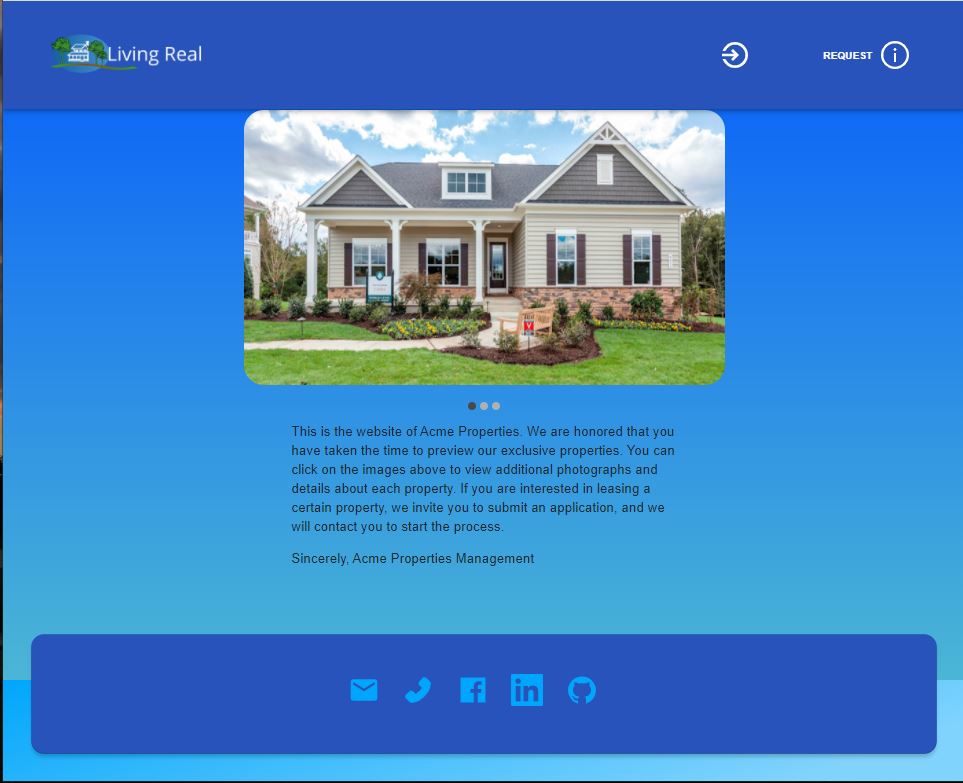 Living Real
REQUEST
This is the website of Acme Properties. We are honored that you
have taken the time to preview our exclusive properties. You can
click on the images above to view additional photographs and
details about each property. If you are interested in leasing a
certain property, we invite you to submit an application, and we
will contact you to start the process.
Sincerely, Acme Properties Management